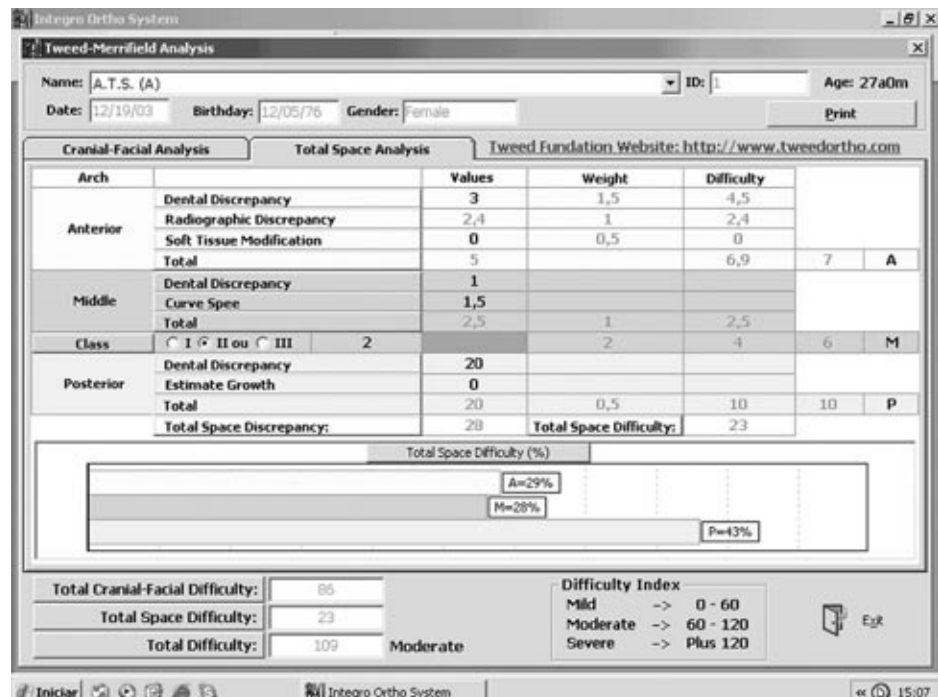 Integro Ortho System
Tweed-Merrifield Analysis
Name: A.T.S. (A) ID: 1 Age: 27a0m
Date: 12/19/03 Birthday: 12/05/76 Gender: Female Print
Cranial-Facial Analysis Total Space Analysis Tweed Fundation Website: http://www.tweedortho.com
Arch Values Weight Difficulty
Anterior
Dental Discrepancy 3 1,5 4,5
Radiographic Discrepancy 2,4 1 2,4
Soft Tissue Modification 0 0,5 0
Total 5 6,9 7 A
Middle
Dental Discrepancy 1
Curve Spee 1,5
Total 2,5 1 2,5
Class I II ou III 2 2 4 6 M
Posterior
Dental Discrepancy 20
Estimate Growth 0
Total 20 0,5 10 10 P
Total Space Discrepancy: 28 Total Space Difficulty: 23
Total Space Difficulty (%)
A=29%
M=28%
P=43%
Total Cranial-Facial Difficulty: 86
Total Space Difficulty: 23
Total Difficulty: 109 Moderate
Difficulty Index
Mild -> 0 - 60
Moderate -> 60 - 120
Severe -> Plus 120
Exit
Iniciar Integro Ortho System « 15:07